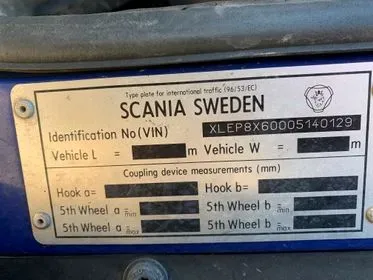 Type plate for international traffic (96/53/EC)
SCANIA SWEDEN
Identification No (VIN) XLEP8X60005140129
Vehicle L = m Vehicle W = m
Coupling device measurements (mm)
Hook a= Hook b=
5th Wheel a min 5th Wheel b min
5th Wheel a max 5th Wheel b max